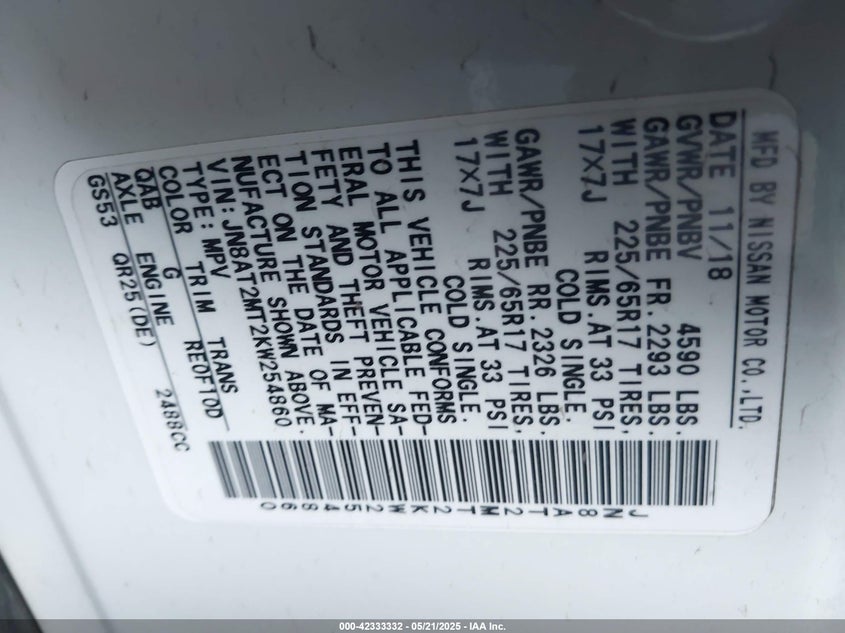 MFD BY NISSAN MOTOR CO.,LTD.
DATE 11/18
GVWR/PNBV 4590 LBS.
GAWR/PNBE FR. 2293 LBS.
WITH 225/65R17 TIRES,
17X7J RIMS.AT 33 PSI
COLD SINGLE.
GAWR/PNBE RR. 2326 LBS.
WITH 225/65R17 TIRES,
17X7J RIMS.AT 33 PSI
COLD SINGLE.
THIS VEHICLE CONFORMS
TO ALL APPLICABLE FED-
ERAL MOTOR VEHICLE SA-
FETY AND THEFT PREVEN-
TION STANDARDS IN EFF-
ECT ON THE DATE OF MA-
NUFACTURE SHOWN ABOVE.
VIN: JN8AT2MT2KW254860
TYPE: MPV
COLOR TRIM TRANS
QAB G REOF10D
AXLE ENGINE
GS53 QR25(DE) 2488CC
JN8AT2MT2KW254860
000-42333332 - 05/21/2025 - IAA Inc.